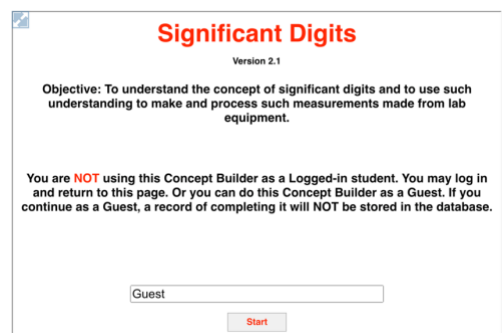 Significant Digits
Version 2.1
Objective: To understand the concept of significant digits and to use such
understanding to make and process such measurements made from lab
equipment.
You are NOT using this Concept Builder as a Logged-in student. You may log in
and return to this page. Or you can do this Concept Builder as a Guest. If you
continue as a Guest, a record of completing it will NOT be stored in the database.
Guest
Start